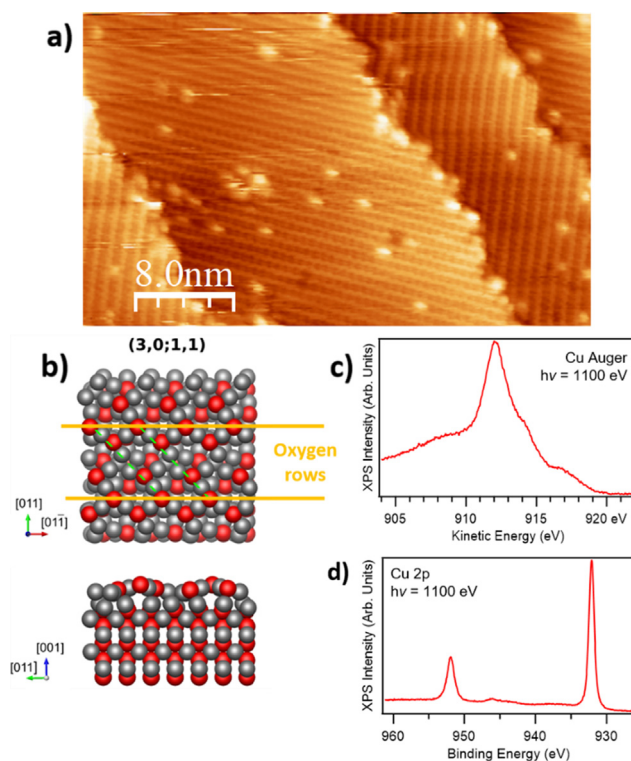 a)
8.0nm
b)
(3,0;1,1)
Oxygen
rows
[011]
[011̅]
[001]
[011]
c)
Cu Auger
hν = 1100 eV
XPS Intensity (Arb. Units)
905 910 915 920 eV
Kinetic Energy (eV)
d)
Cu 2p
hν = 1100 eV
XPS Intensity (Arb. Units)
960 950 940 930
Binding Energy (eV)